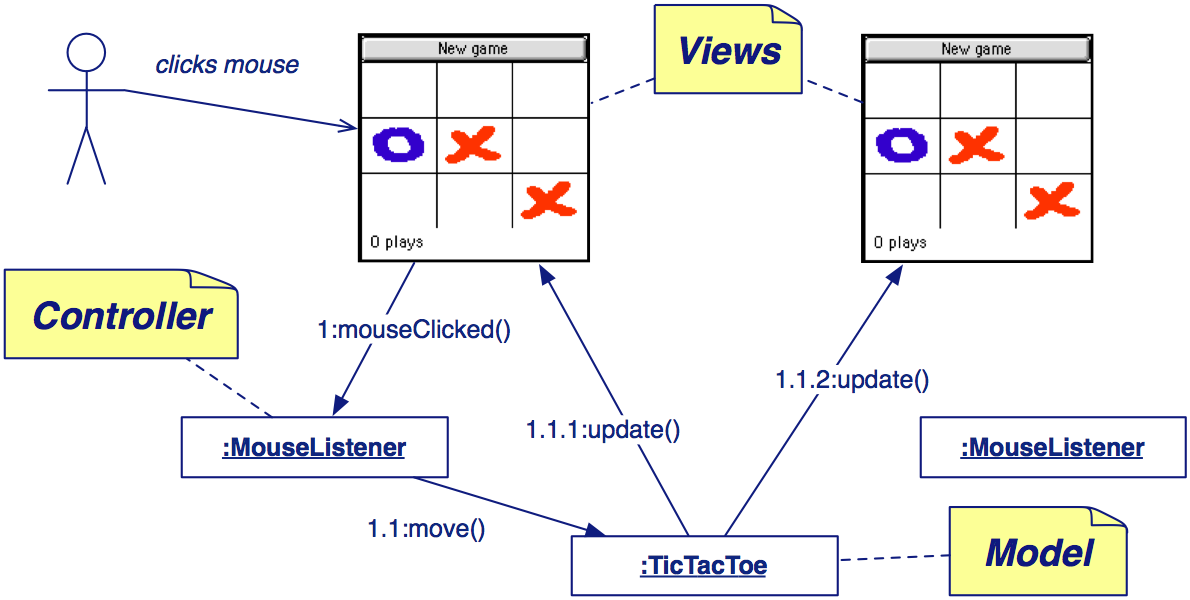 clicks mouse
New game
Views
New game
0 plays
0 plays
Controller
1:mouseClicked()
1.1.2:update()
1.1.1:update()
:MouseListener
:MouseListener
1.1:move()
:TicTacToe
Model